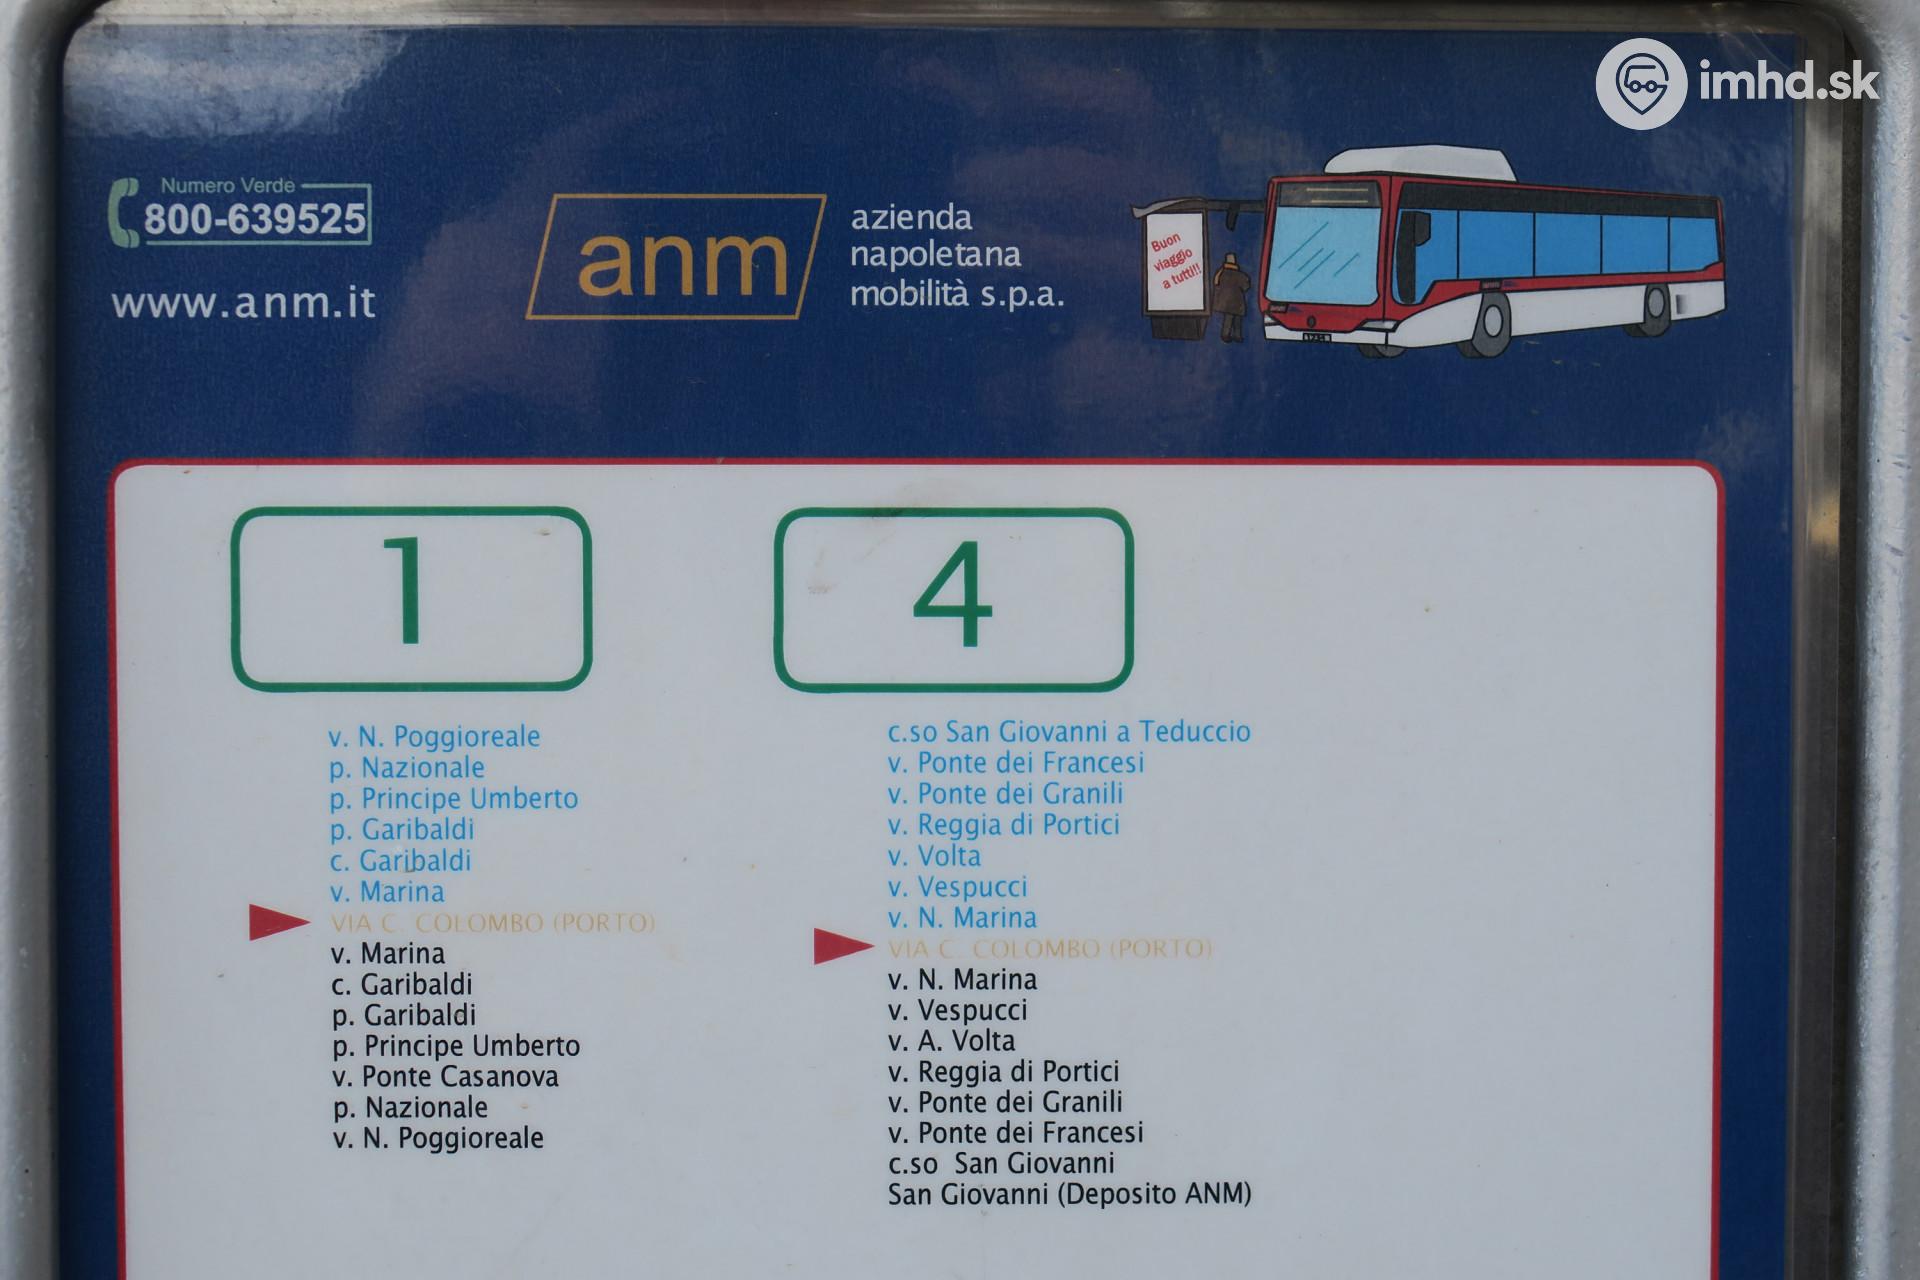 imhd.sk
Numero Verde
800-639525
www.anm.it
anm
azienda
napoletana
mobilità s.p.a.
Buon
viaggio
a tutti!!
1
v. N. Poggioreale
p. Nazionale
p. Principe Umberto
p. Garibaldi
c. Garibaldi
v. Marina
VIA C. COLOMBO (PORTO)
v. Marina
c. Garibaldi
p. Garibaldi
p. Principe Umberto
v. Ponte Casanova
p. Nazionale
v. N. Poggioreale
4
c.so San Giovanni a Teduccio
v. Ponte dei Francesi
v. Ponte dei Granili
v. Reggia di Portici
v. Volta
v. Vespucci
v. N. Marina
VIA C. COLOMBO (PORTO)
v. N. Marina
v. Vespucci
v. A. Volta
v. Reggia di Portici
v. Ponte dei Granili
v. Ponte dei Francesi
c.so San Giovanni
San Giovanni (Deposito ANM)